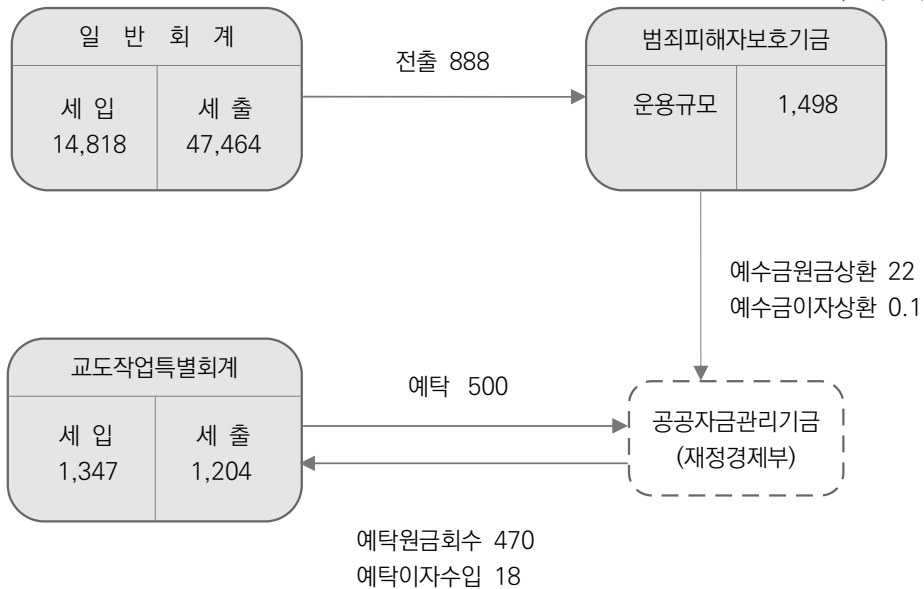 일 반 회 계
세 입
세 출
14,818
47,464
전출 888
범죄피해자보호기금
운용규모
1,498
예수금원금상환 22
예수금이자상환 0.1
교도작업특별회계
세 입
세 출
1,347
1,204
예탁 500
공공자금관리기금
(재정경제부)
예탁원금회수 470
예탁이자수입 18